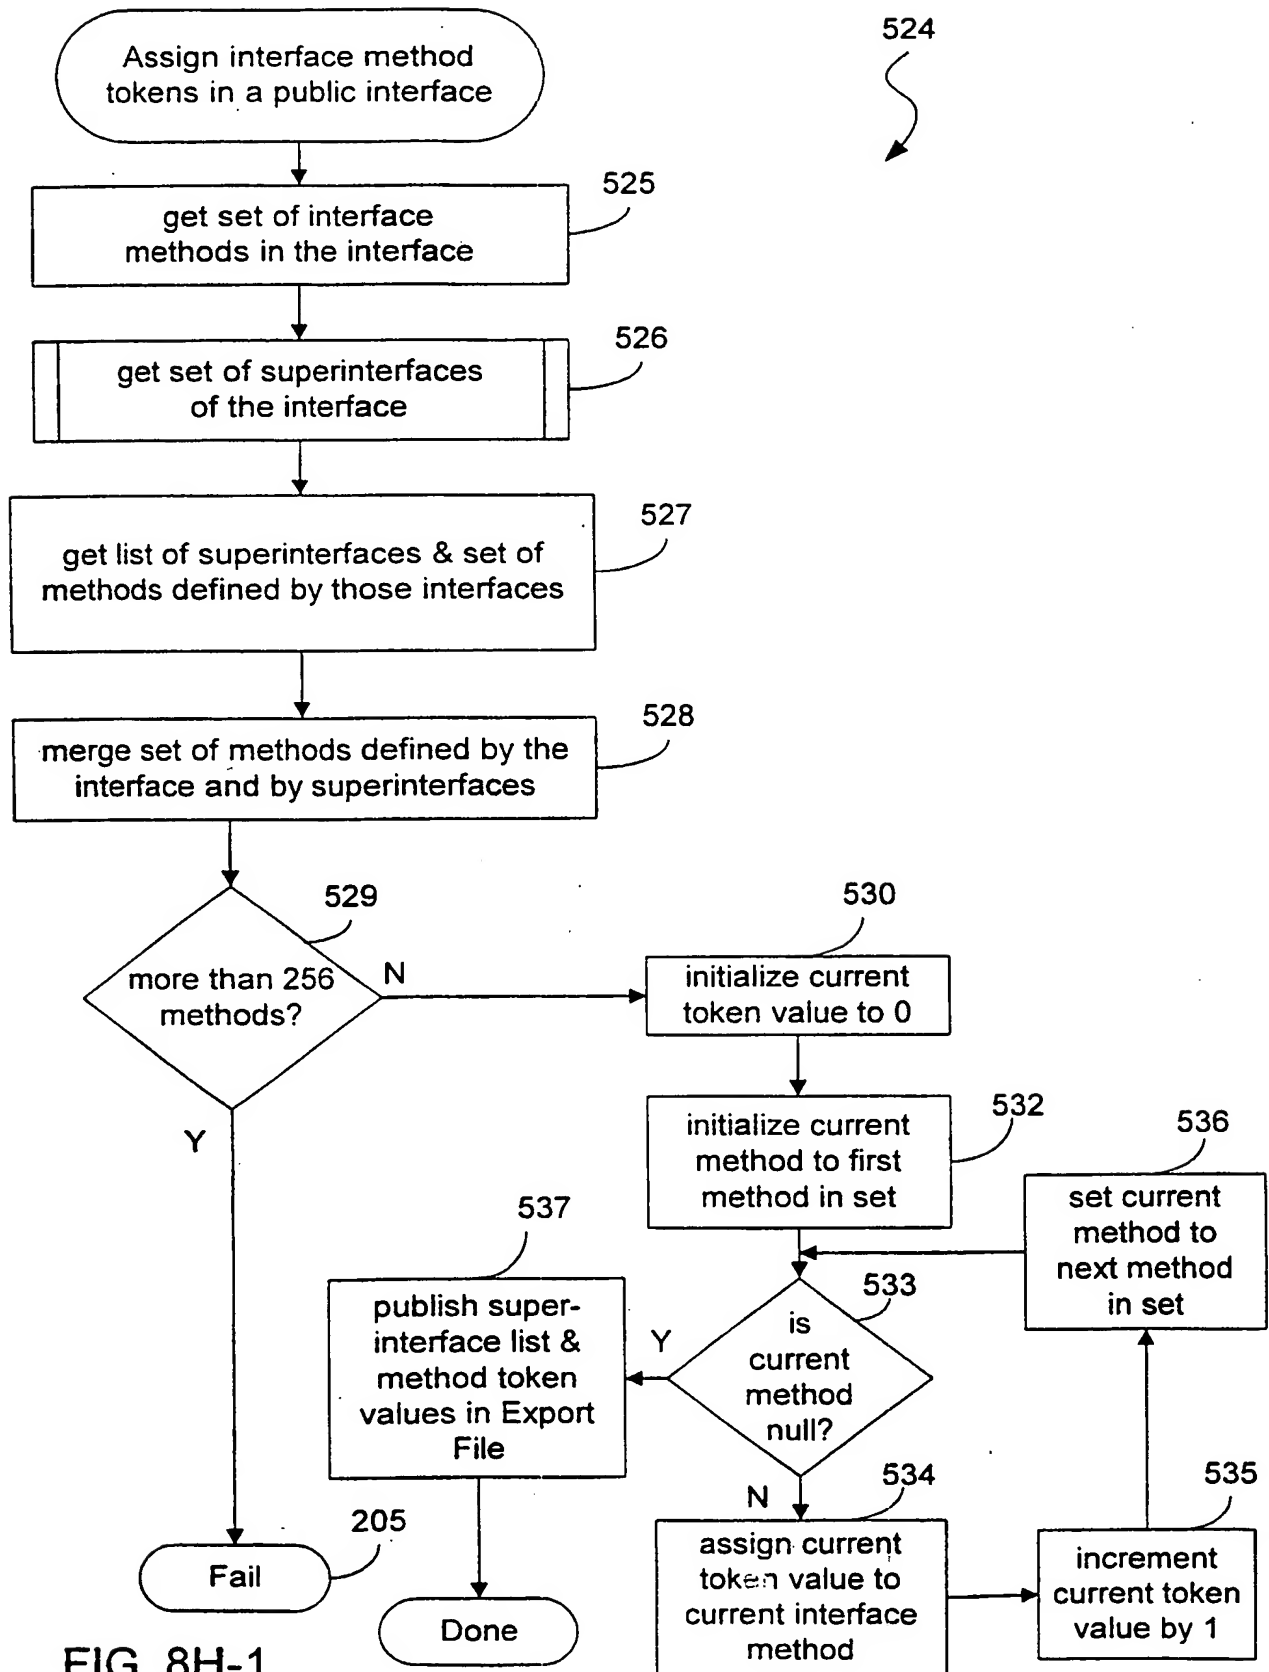 Assign interface method
tokens in a public interface
524
525
get set of interface
methods in the interface
526
get set of superinterfaces
of the interface
527
get list of superinterfaces & set of
methods defined by those interfaces
528
merge set of methods defined by the
interface and by superinterfaces
529
more than 256
methods?
N
Y
530
initialize current
token value to 0
532
initialize current
method to first
method in set
536
set current
method to
next method
in set
533
is
current
method
null?
Y
N
537
publish super-
interface list &
method token
values in Export
File
534
assign current
token value to
current interface
method
535
increment
current token
value by 1
205
Fail
Done
FIG. 8H-1